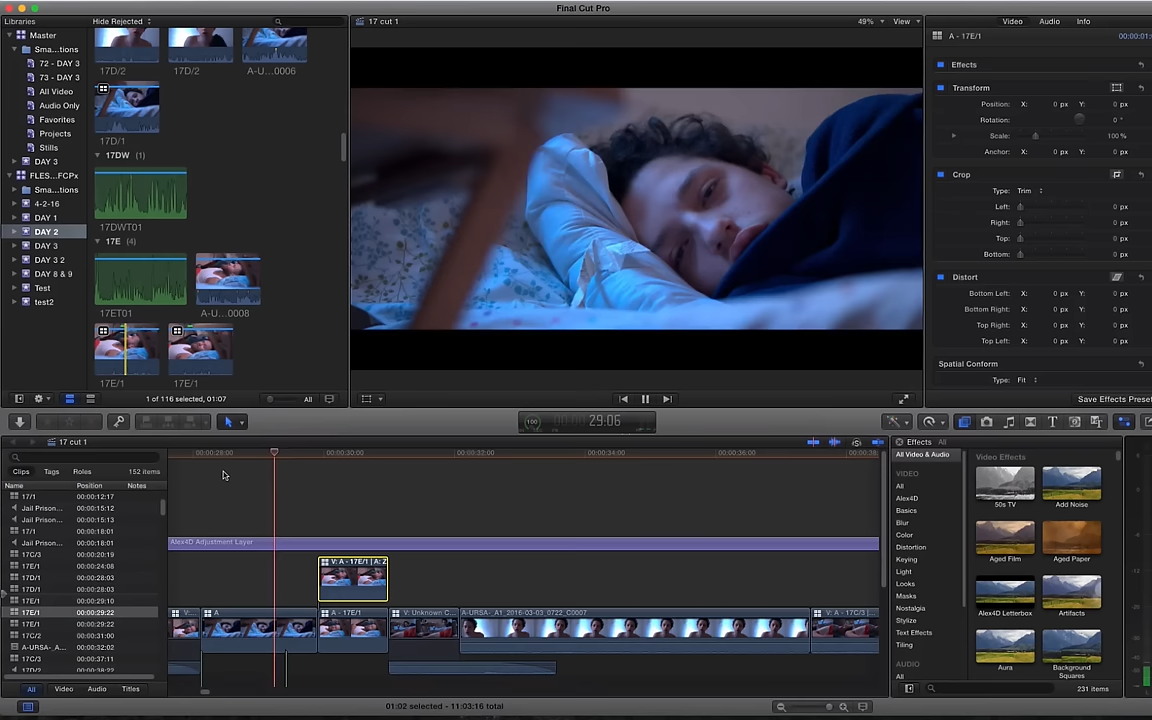 Final Cut Pro
Libraries
Hide Rejected
17 cut 1
49%
View
Video
Audio
Info
Master
Sma...tions
72 - DAY 3
73 - DAY 3
All Video
Audio Only
Favorites
Projects
Stills
DAY 3
FLES...FCPx
Sma...tions
4-2-16
DAY 1
DAY 2
DAY 3
DAY 3 2
DAY 8 & 9
Test
test2
17D/2
17D/2
A-U...0006
17D/1
17DW (1)
17DWT01
17E (4)
17ET01
A-U...0008
17E/1
17E/1
1 of 116 selected, 01:07
All
A - 17E/1
Effects
Transform
Position: X: 0 px Y: 0 px
Rotation: 0 °
Scale: 100 %
Anchor: X: 0 px Y: 0 px
Crop
Type: Trim
Left: 0 px
Right: 0 px
Top: 0 px
Bottom: 0 px
Distort
Bottom Left: X: 0 px Y: 0 px
Bottom Right: X: 0 px Y: 0 px
Top Right: X: 0 px Y: 0 px
Top Left: X: 0 px Y: 0 px
Spatial Conform
Type: Fit
Save Effects Preset
100
29:06
17 cut 1
Clips
Tags
Roles
152 items
Name
Position
Notes
17/1 00:00:12:17
Jail Prison... 00:00:15:12
Jail Prison... 00:00:15:13
17/1 00:00:18:01
Jail Prison... 00:00:18:01
17C/3 00:00:20:19
17E/1 00:00:24:08
17D/1 00:00:28:03
17D/1 00:00:28:03
17E/1 00:00:29:10
17E/1 00:00:29:22
17E/1 00:00:29:22
17C/2 00:00:31:00
A-URSA-_A... 00:00:32:02
17C/3 00:00:37:11
All
Video
Audio
Titles
00:00:28:00
00:00:30:00
00:00:32:00
00:00:34:00
00:00:36:00
00:00:38
Alex4D Adjustment Layer
V: A - 17E/1 | A: Z
V:...
A
A - 17E/1
V: Unknown C...
A-URSA-_A1_2016-03-03_0722_C0007
V: A - 17C/3 |...
Effects
All
All Video & Audio
VIDEO
All
Alex4D
Basics
Blur
Color
Distortion
Keying
Light
Looks
Masks
Nostalgia
Stylize
Text Effects
Tiling
AUDIO
All
Video Effects
50s TV
Add Noise
Aged Film
Aged Paper
Alex4D Letterbox
Artifacts
Aura
Background
Squares
231 items
01:02 selected - 11:03:16 total